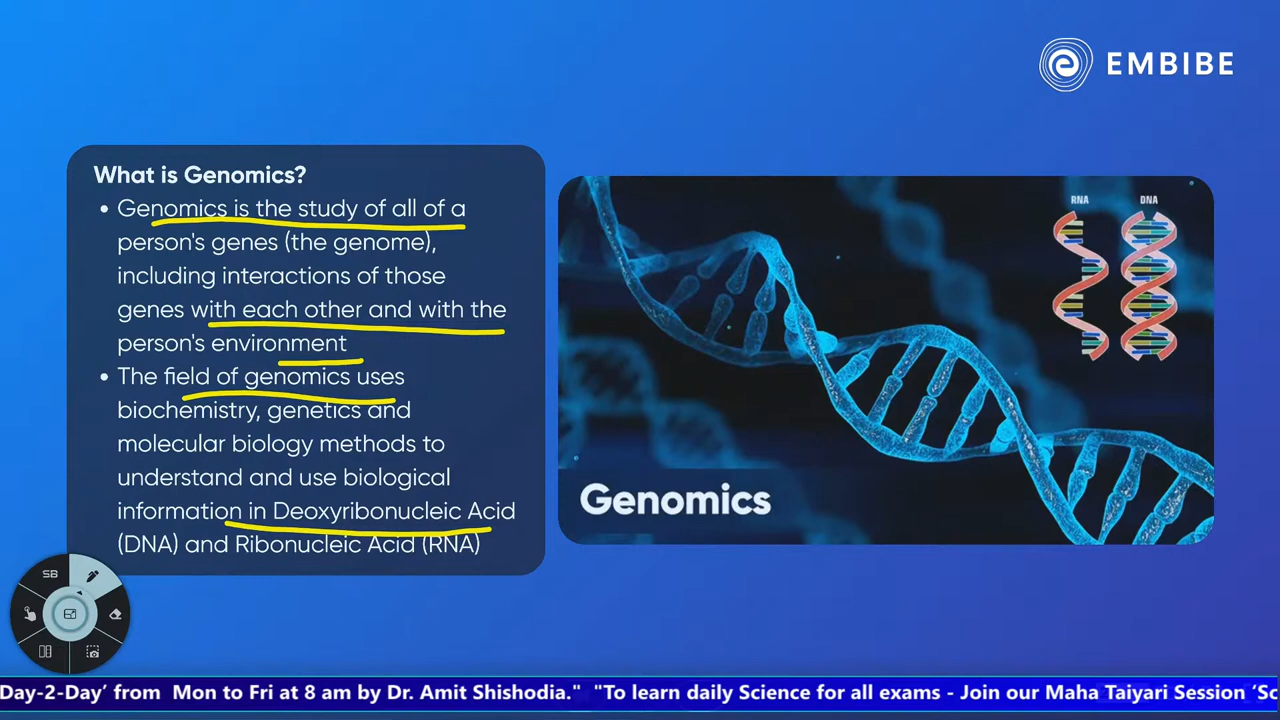 EMBIBE
What is Genomics?
• Genomics is the study of all of a
person's genes (the genome),
including interactions of those
genes with each other and with the
person's environment
• The field of genomics uses
biochemistry, genetics and
molecular biology methods to
understand and use biological
information in Deoxyribonucleic Acid
(DNA) and Ribonucleic Acid (RNA)
RNA DNA
Genomics
SB
Day-2-Day’ from Mon to Fri at 8 am by Dr. Amit Shishodia." "To learn daily Science for all exams - Join our Maha Taiyari Session ‘Sc